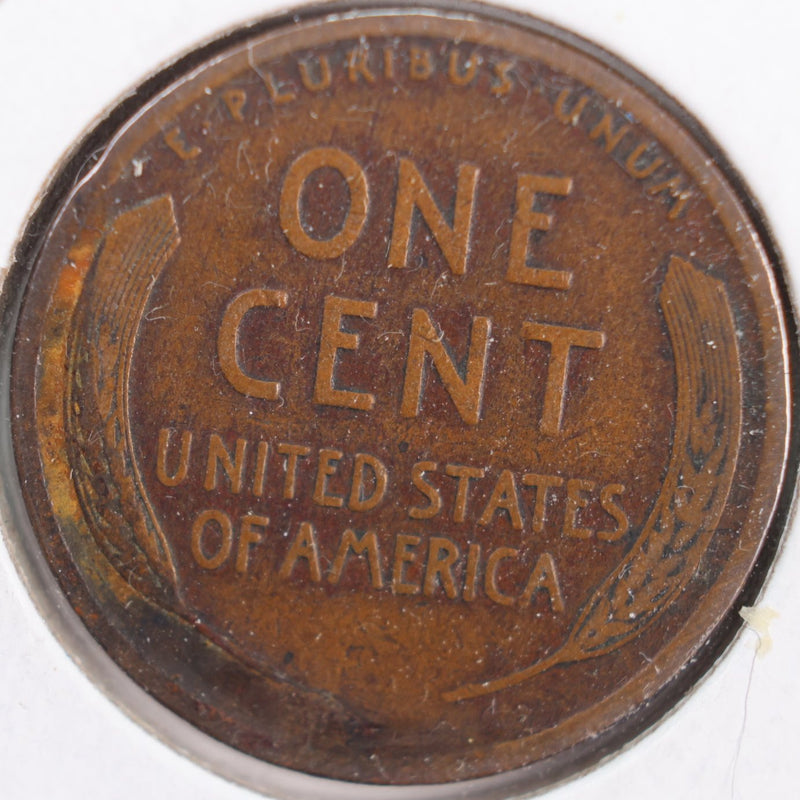 E·PLURIBUS·UNUM
ONE
CENT
UNITED STATES
OF AMERICA